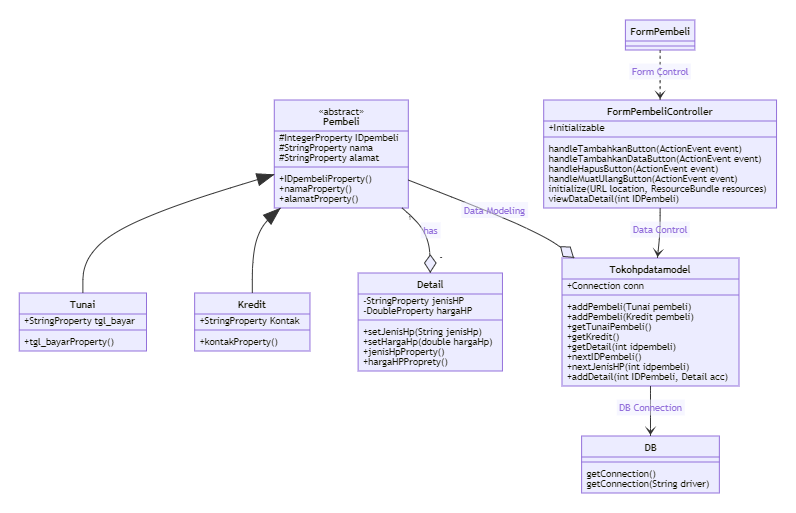 FormPembeli
Form Control
«abstract»
Pembeli
#IntegerProperty IDpembeli
#StringProperty nama
#StringProperty alamat
+IDpembeliProperty()
+namaProperty()
+alamatProperty()
FormPembeliController
+Initializable
handleTambahkanButton(ActionEvent event)
handleTambahkanDataButton(ActionEvent event)
handleHapusButton(ActionEvent event)
handleMuatUlangButton(ActionEvent event)
initialize(URL location, ResourceBundle resources)
viewDataDetail(int IDPembeli)
Data Modeling
has
Data Control
Tunai
+StringProperty tgl_bayar
+tgl_bayarProperty()
Kredit
+StringProperty Kontak
+kontakProperty()
Detail
-StringProperty jenisHP
-DoubleProperty hargaHP
+setJenisHp(String jenisHp)
+setHargaHp(double hargaHp)
+jenisHpProperty()
+hargaHPProprety()
Tokohpdatamodel
+Connection conn
+addPembeli(Tunai pembeli)
+addPembeli(Kredit pembeli)
+getTunaiPembeli()
+getKredit()
+getDetail(int idpembeli)
+nextIDPembeli()
+nextJenisHP(int idpembeli)
+addDetail(int IDPembeli, Detail acc)
DB Connection
DB
getConnection()
getConnection(String driver)